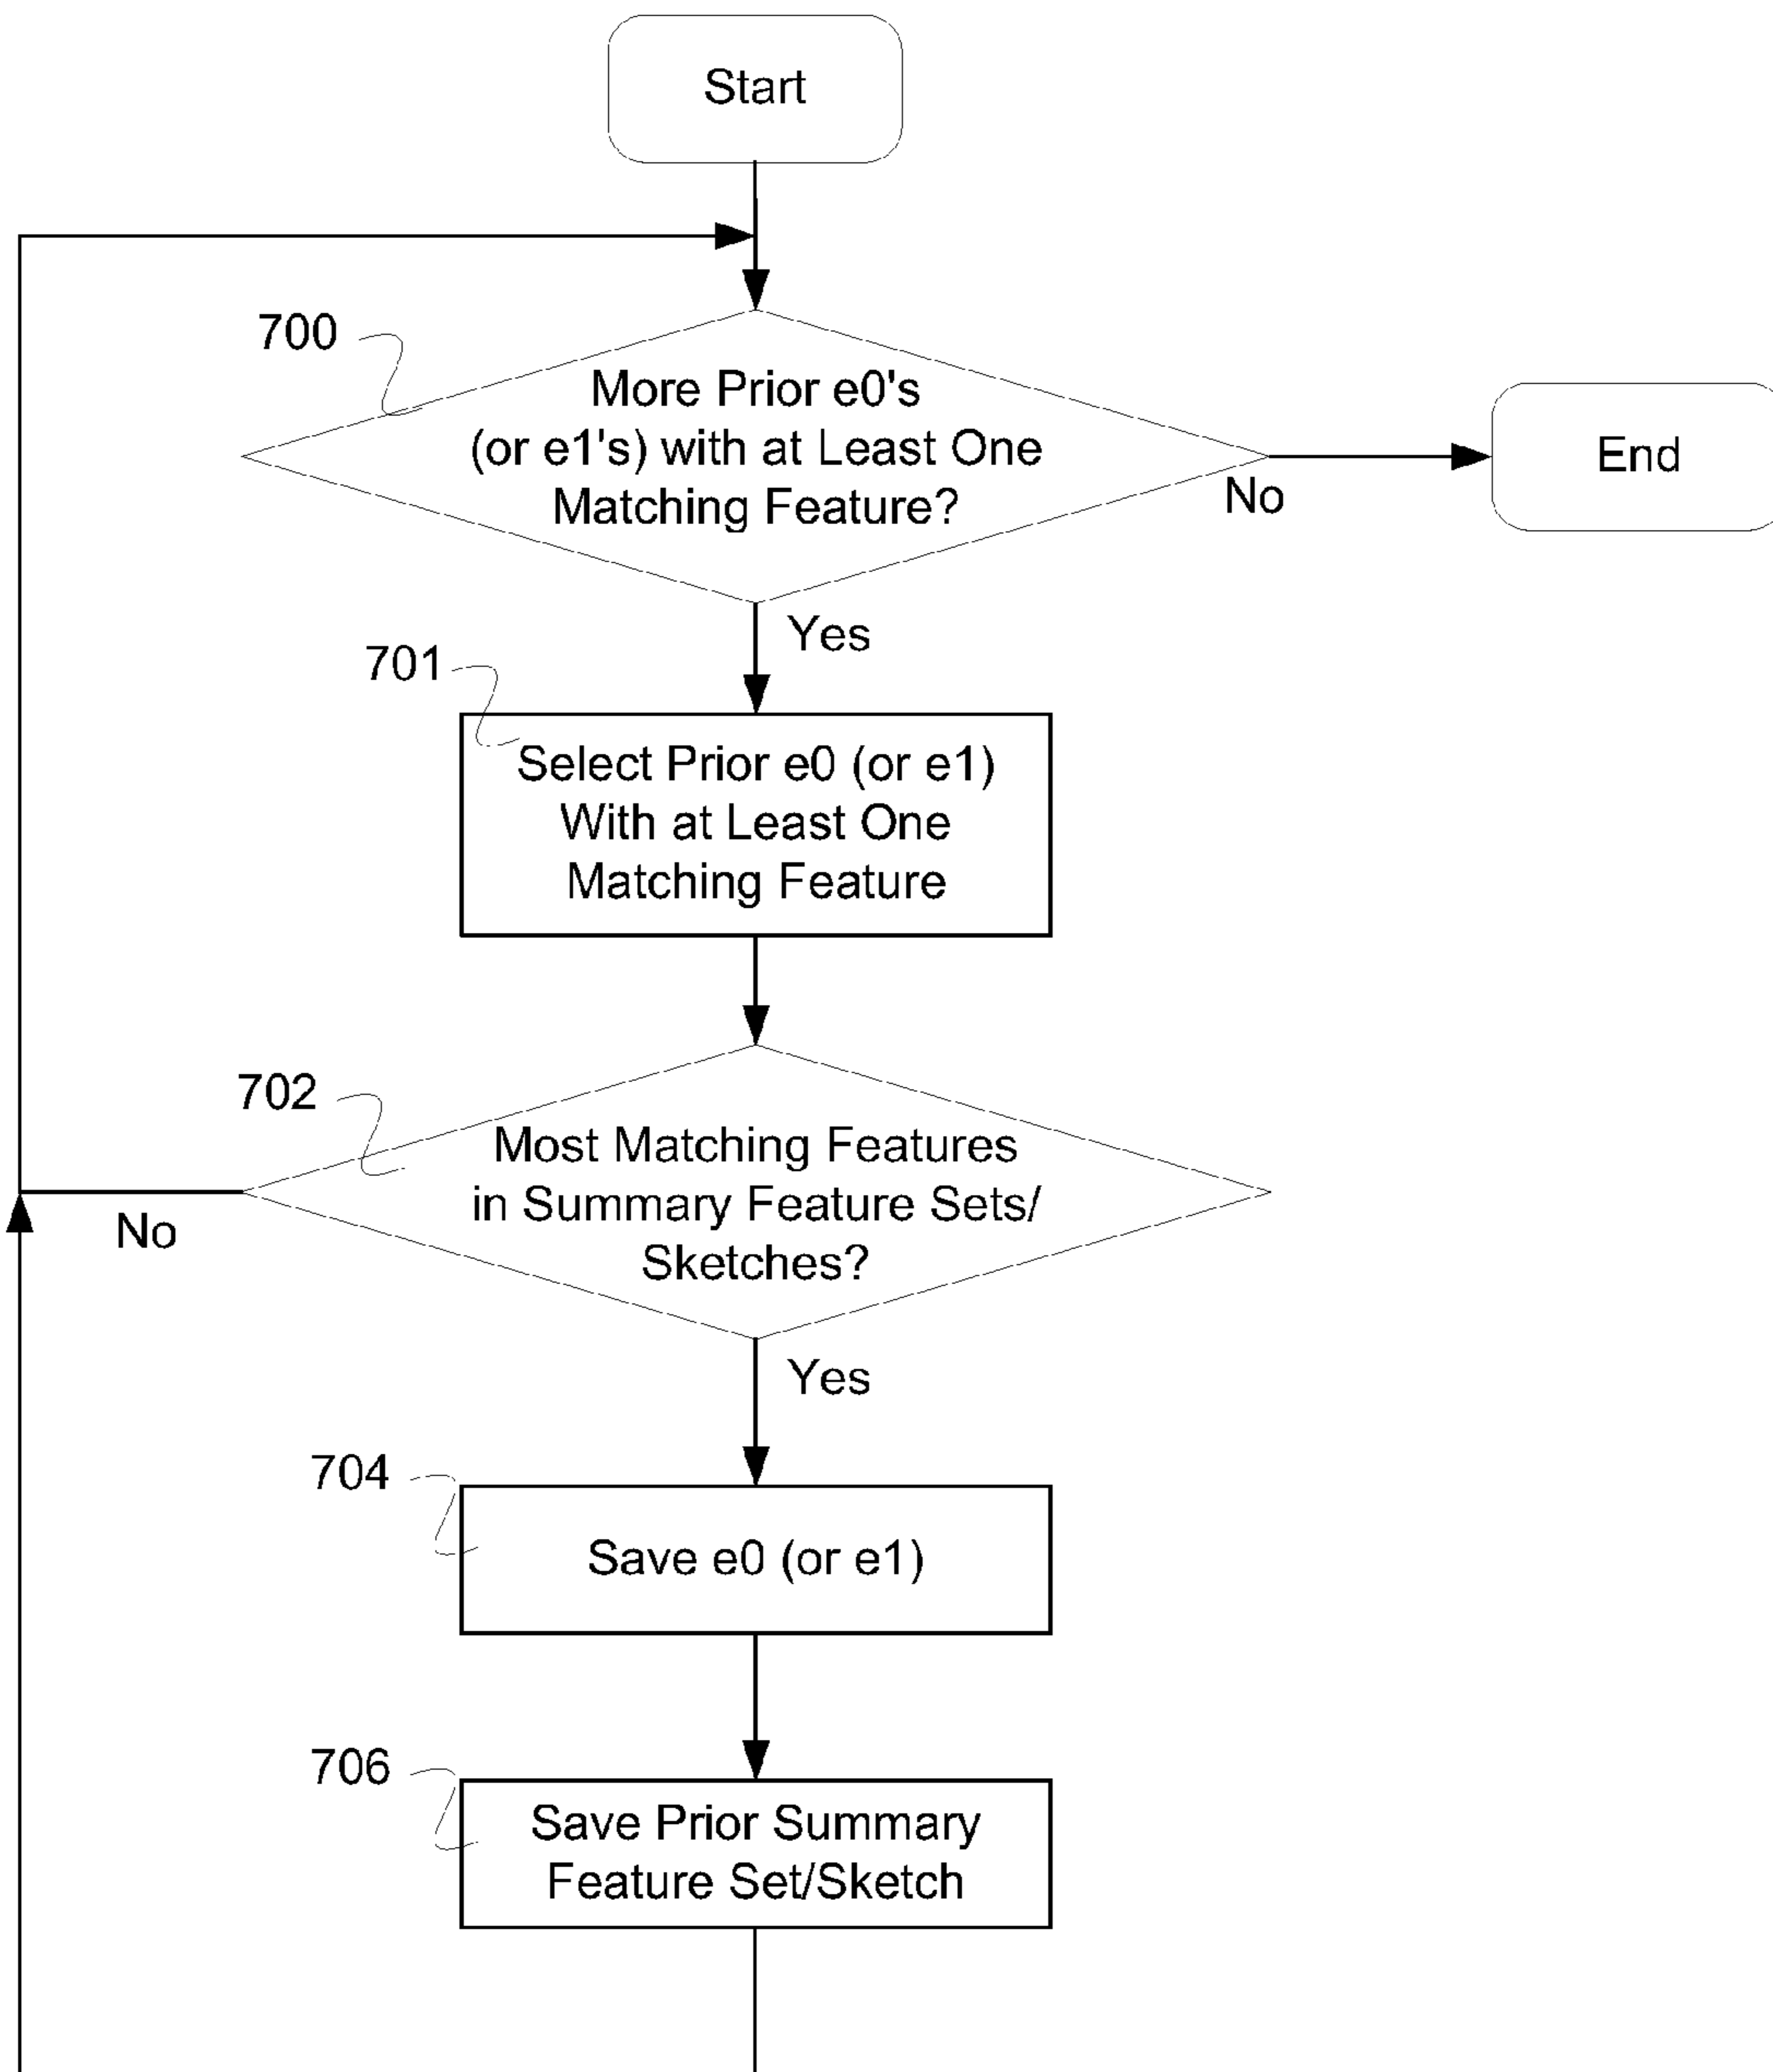 Start
700
More Prior e0's
(or e1's) with at Least One
Matching Feature?
No
End
Yes
701
Select Prior e0 (or e1)
With at Least One
Matching Feature
702
Most Matching Features
in Summary Feature Sets/
Sketches?
No
Yes
704
Save e0 (or e1)
706
Save Prior Summary
Feature Set/Sketch